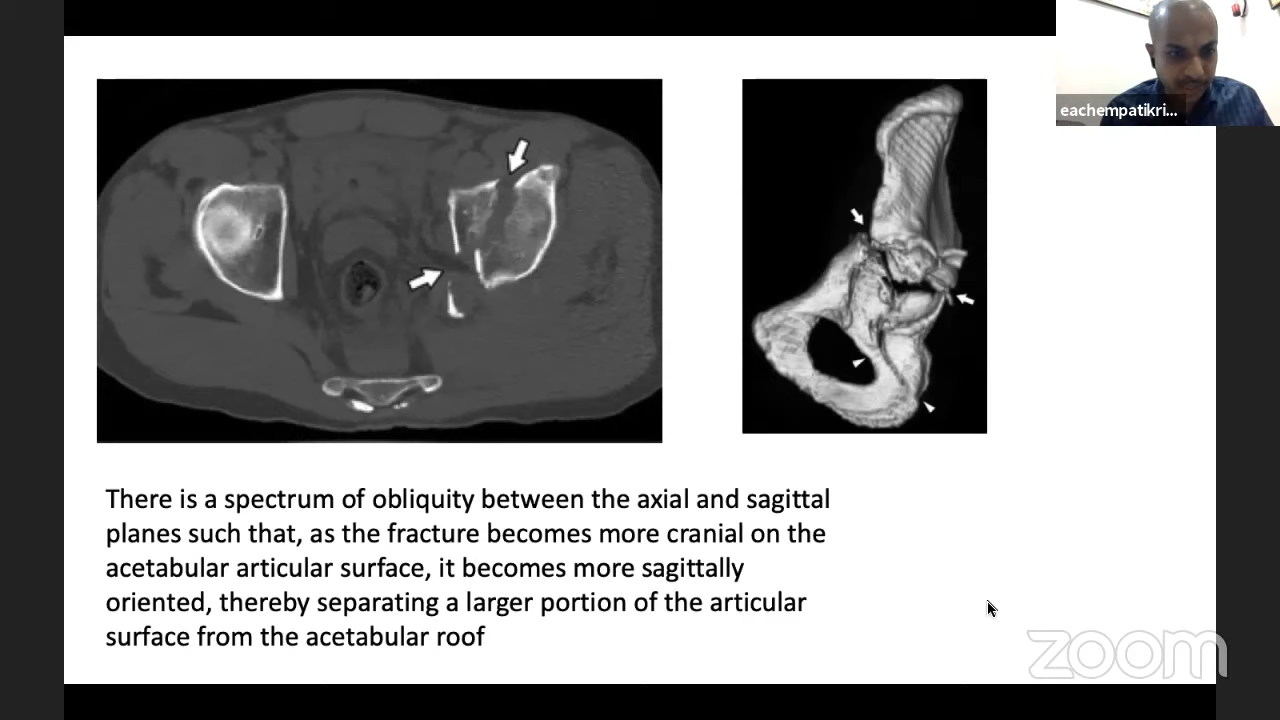 eachempatikri...
There is a spectrum of obliquity between the axial and sagittal
planes such that, as the fracture becomes more cranial on the
acetabular articular surface, it becomes more sagittally
oriented, thereby separating a larger portion of the articular
surface from the acetabular roof
zoom